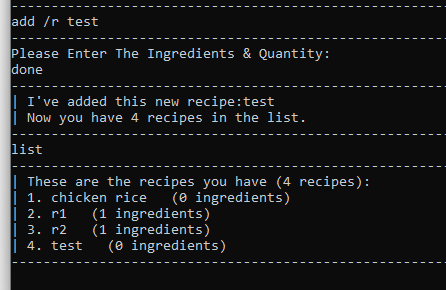 add /r test
Please Enter The Ingredients & Quantity:
done
| I've added this new recipe:test
| Now you have 4 recipes in the list.
list
| These are the recipes you have (4 recipes):
| 1. chicken rice   (0 ingredients)
| 2. r1   (1 ingredients)
| 3. r2   (1 ingredients)
| 4. test   (0 ingredients)